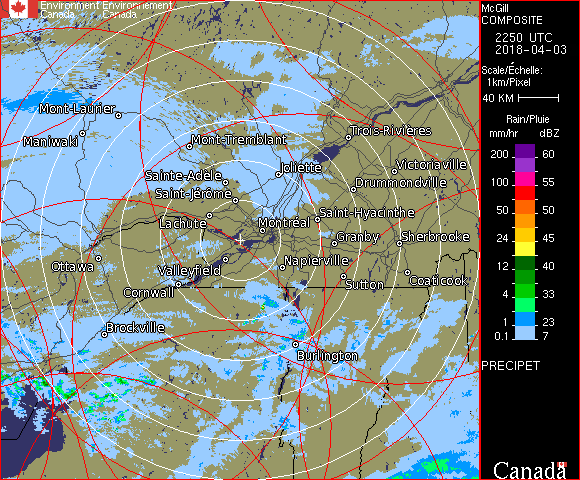 Environment Environnement
Canada Canada
Mont-Laurier
Maniwaki
Mont-Tremblant
Trois-Rivières
Sainte-Adèle
Joliette
Victoriaville
Saint-Jérôme
Drummondville
Lachute
Montréal
Saint-Hyacinthe
Granby
Sherbrooke
Ottawa
Valleyfield
Napierville
Cornwall
Sutton
Coaticook
Brockville
Burlington
McGill
COMPOSITE
2250 UTC
2018-04-03
Scale/Échelle:
1km/Pixel
40 KM
Rain/Pluie
mm/hr dBZ
200 60
100 55
50 50
24 45
12 40
4 33
1 23
0.1 7
PRECIPET
Canada